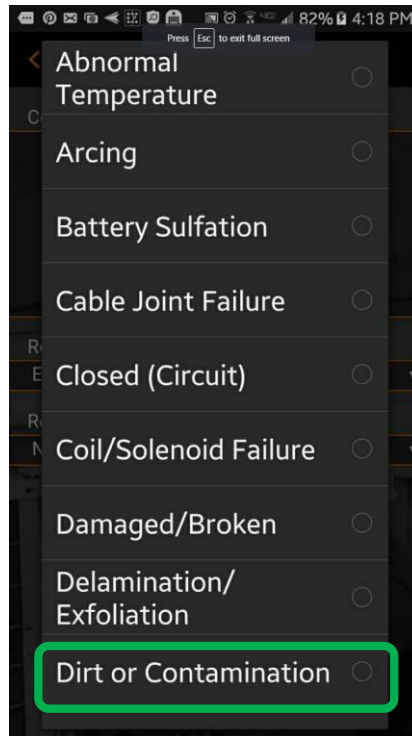 82% 4:18 PM
Press Esc to exit full screen
Abnormal
Temperature
C
Arcing
Battery Sulfation
Cable Joint Failure
R
E
Closed (Circuit)
R
N
Coil/Solenoid Failure
Damaged/Broken
Delamination/
Exfoliation
Dirt or Contamination